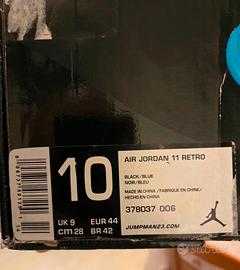 10
AIR JORDAN 11 RETRO
BLACK/BLUE
NOIR/BLEU
MADE IN CHINA / FABRIQUE EN CHINE/
HECHO EN CHINA
378037 006
UK 9 EUR 44
CM 28 BR 42
JUMPMAN23.COM